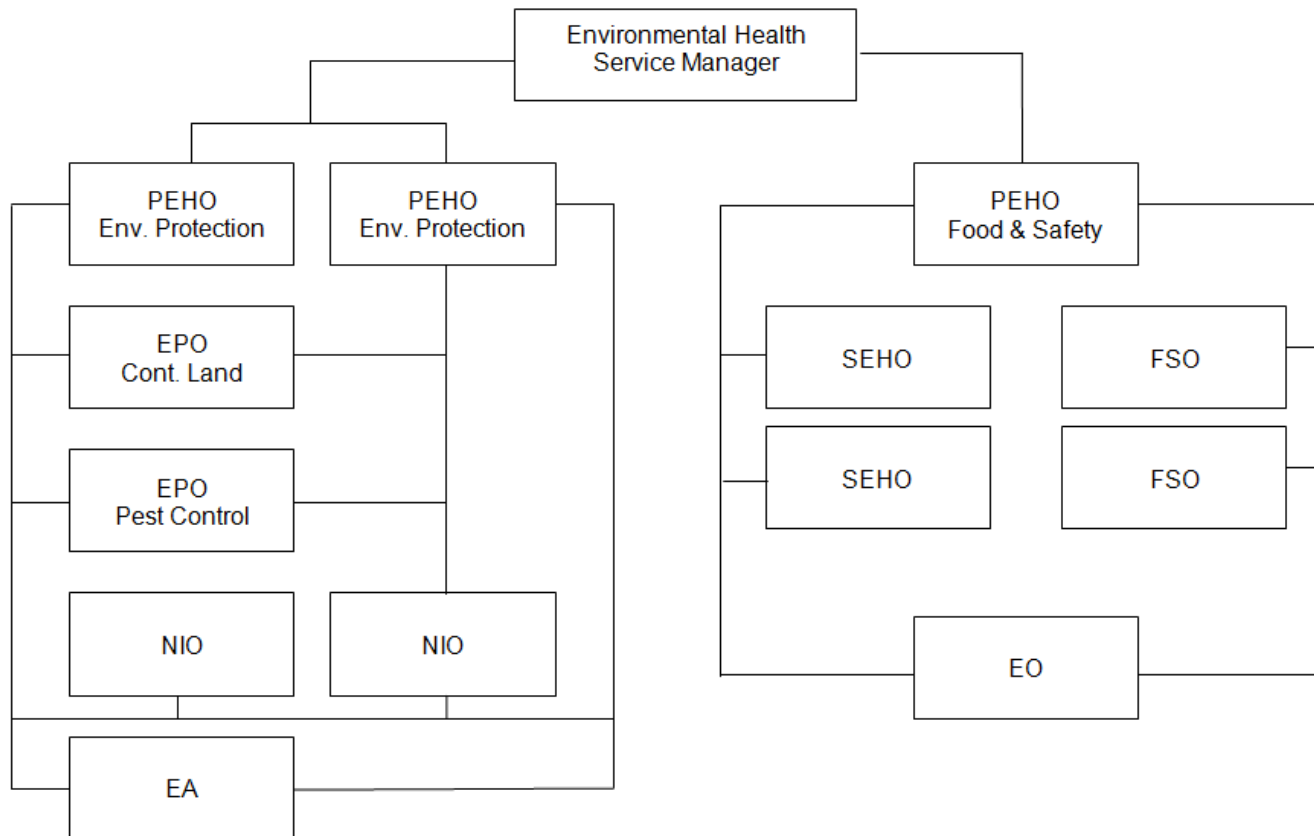 Environmental Health
Service Manager
PEHO
Env. Protection
PEHO
Env. Protection
PEHO
Food & Safety
EPO
Cont. Land
SEHO
FSO
SEHO
FSO
EPO
Pest Control
NIO
NIO
EO
EA